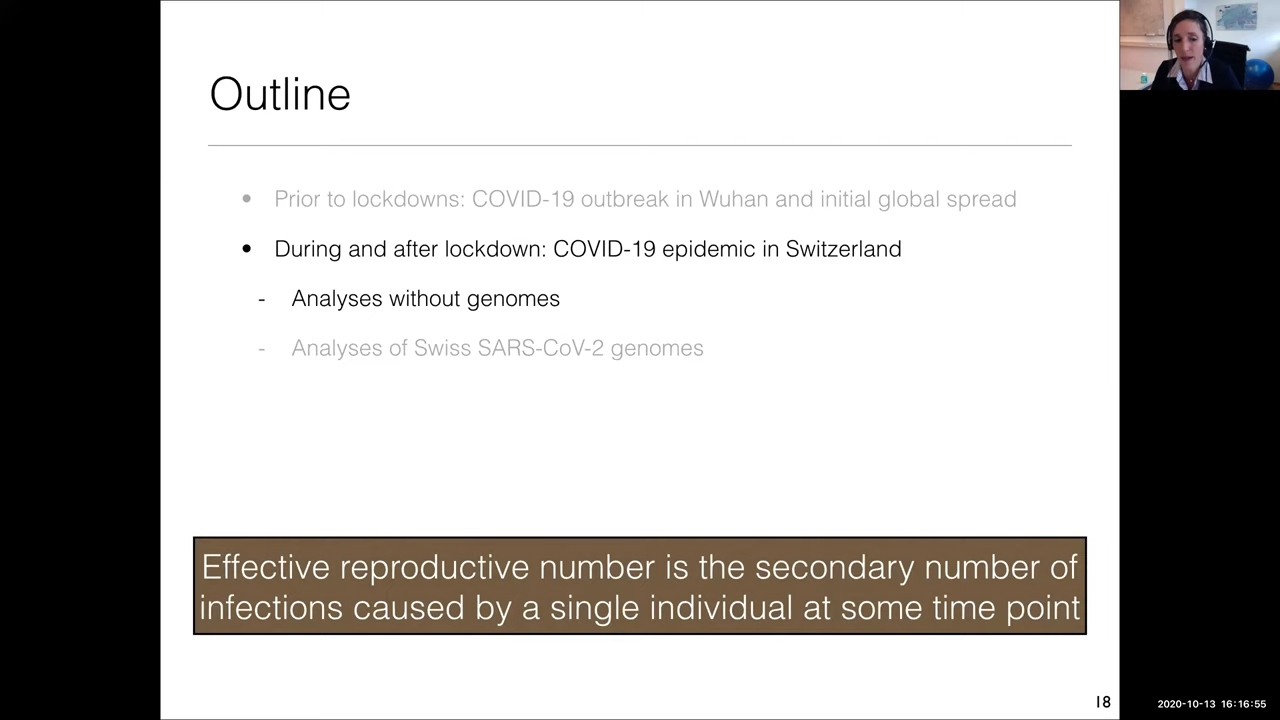 Outline
• Prior to lockdowns: COVID-19 outbreak in Wuhan and initial global spread
• During and after lockdown: COVID-19 epidemic in Switzerland
- Analyses without genomes
- Analyses of Swiss SARS-CoV-2 genomes
Effective reproductive number is the secondary number of
infections caused by a single individual at some time point
18
2020-10-13 16:16:55